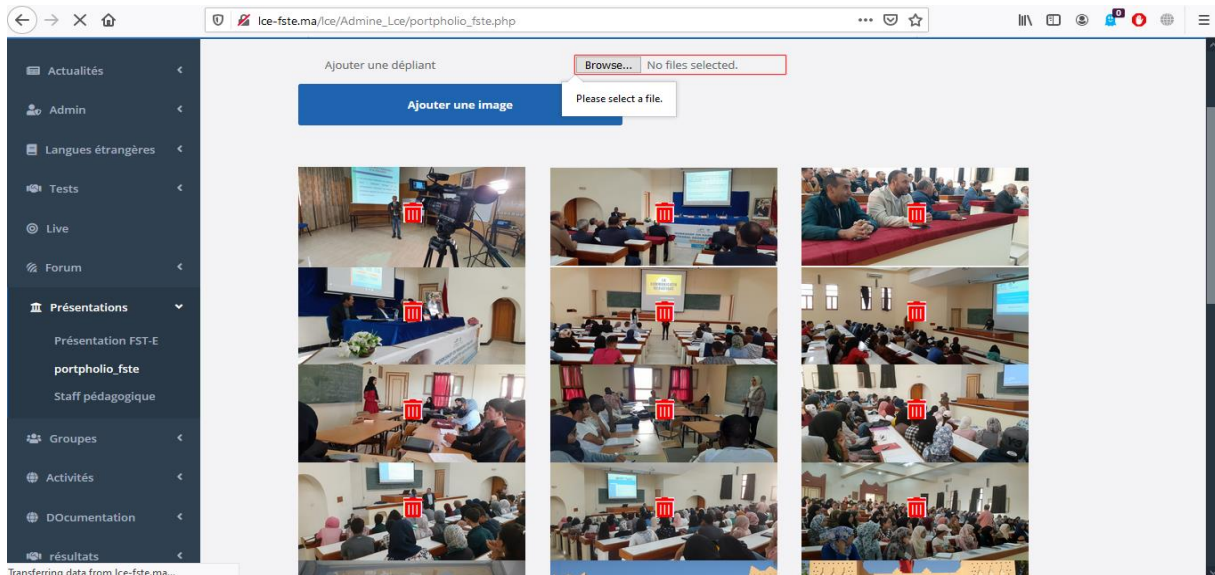 lce-fste.ma/lce/Admine_Lce/portpholio_fste.php
0
Actualités
Admin
Langues étrangères
Tests
Live
Forum
Présentations
Présentation FST-E
portpholio_fste
Staff pédagogique
Groupes
Activités
DOcumentation
résultats
Transferring data from lce-fste.ma...
Ajouter une dépliant
Browse... No files selected.
Please select a file.
Ajouter une image